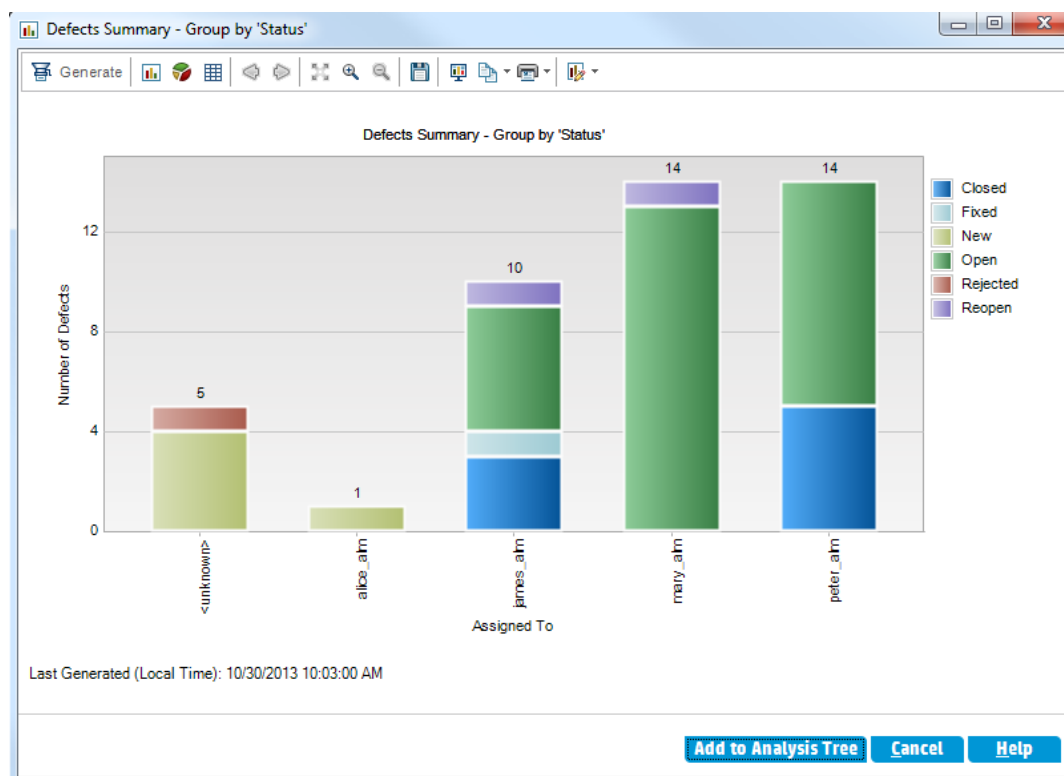 Defects Summary - Group by 'Status'
Generate
Defects Summary - Group by 'Status'
14
14
Closed
Fixed
New
Open
Rejected
Reopen
12
10
Number of Defects
8
5
4
1
0
<unknown>
alice_alm
james_alm
mary_alm
peter_alm
Assigned To
Last Generated (Local Time): 10/30/2013 10:03:00 AM
Add to Analysis Tree
Cancel
Help